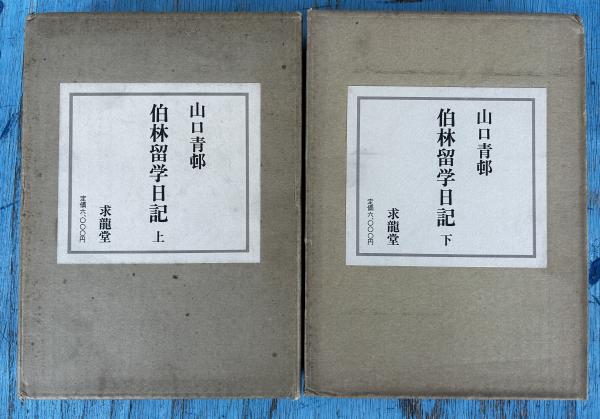 山口青邨
伯林留学日記 上
求龍堂
定價六、〇〇〇円
山口青邨
伯林留学日記 下
求龍堂
定價六、〇〇〇円